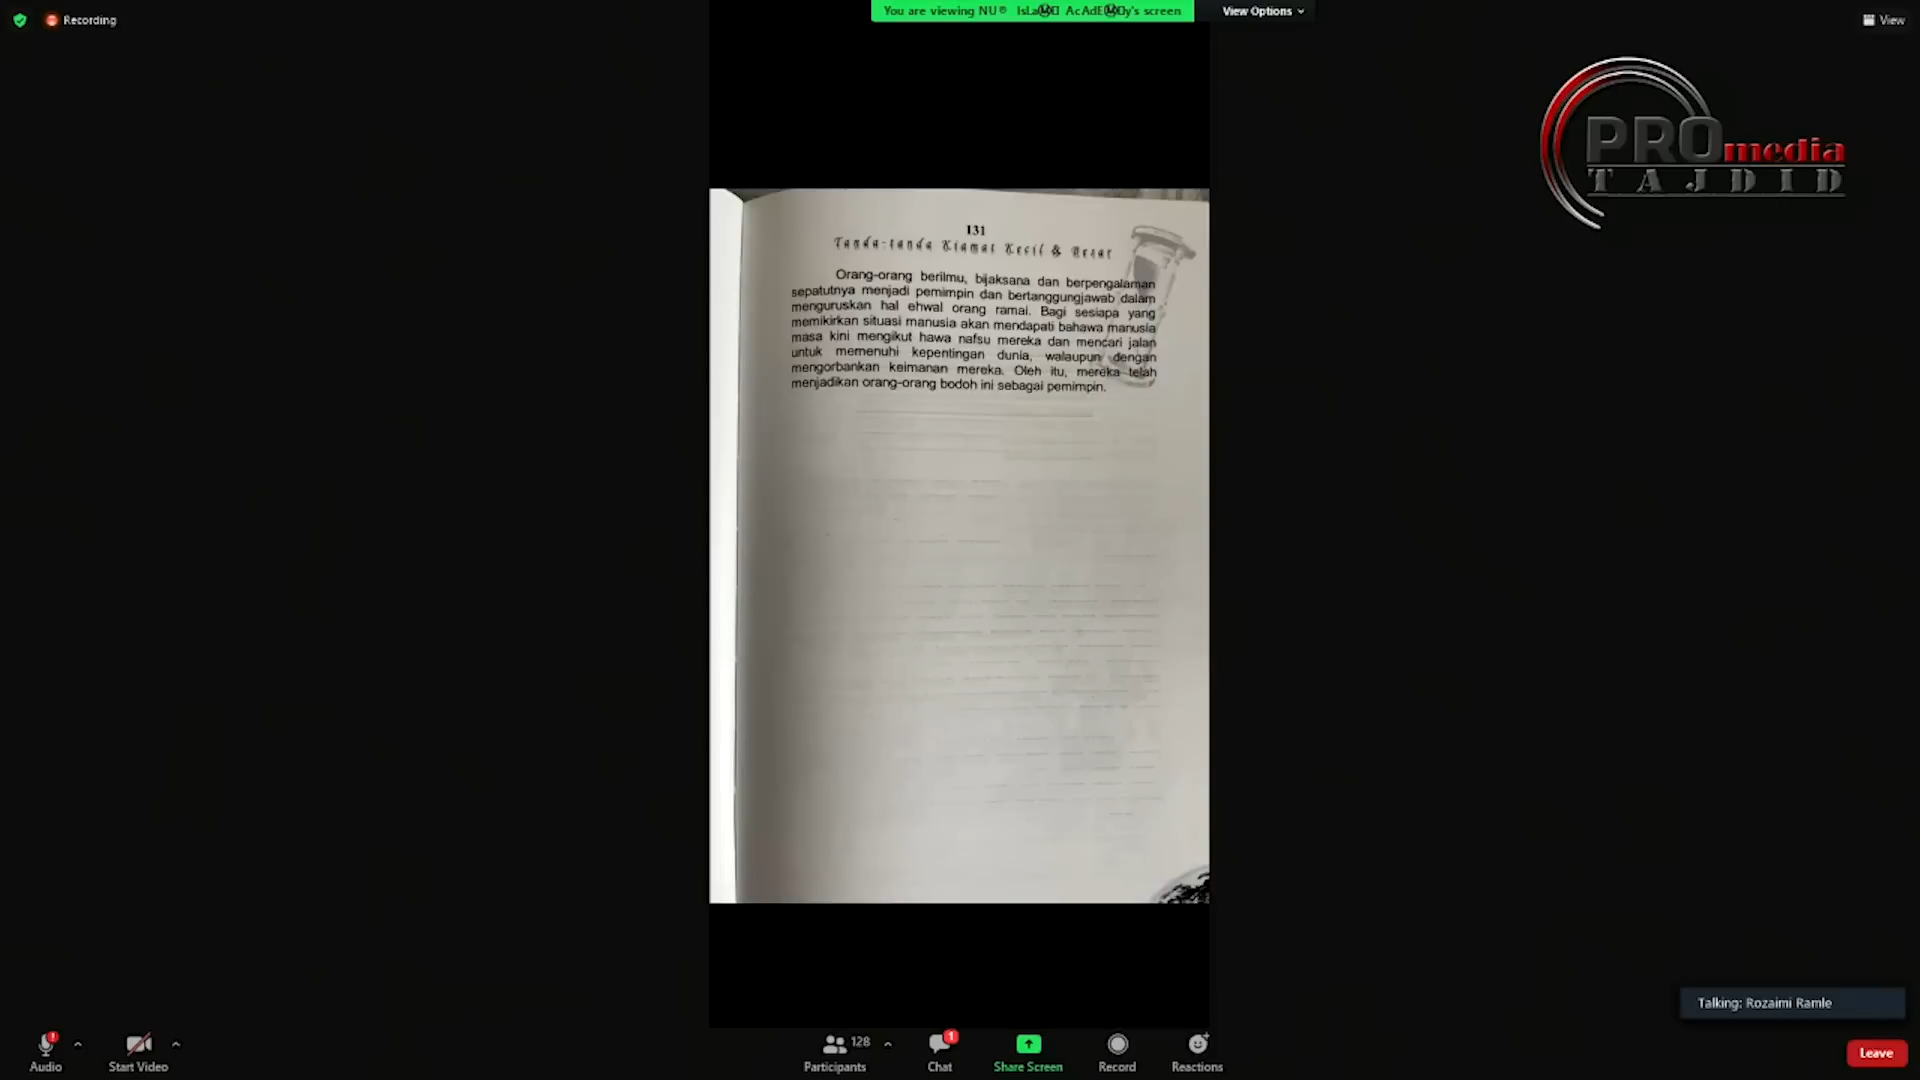 Recording
You are viewing NU
View Options
View
PROmedia
TAJDID
131
Tanda-tanda Kiamat Kecil & Besar
Orang-orang berilmu, bijaksana dan berpengalaman
sepatutnya menjadi pemimpin dan bertanggungjawab dalam
menguruskan hal ehwal orang ramai. Bagi sesiapa yang
memikirkan situasi manusia akan mendapati bahawa manusia
masa kini mengikut hawa nafsu mereka dan mencari jalan
untuk memenuhi kepentingan dunia, walaupun dengan
mengorbankan keimanan mereka. Oleh itu, mereka telah
menjadikan orang-orang bodoh ini sebagai pemimpin.
Talking: Rozaimi Ramle
Audio
Start Video
128
Participants
1
Chat
Share Screen
Record
Reactions
Leave